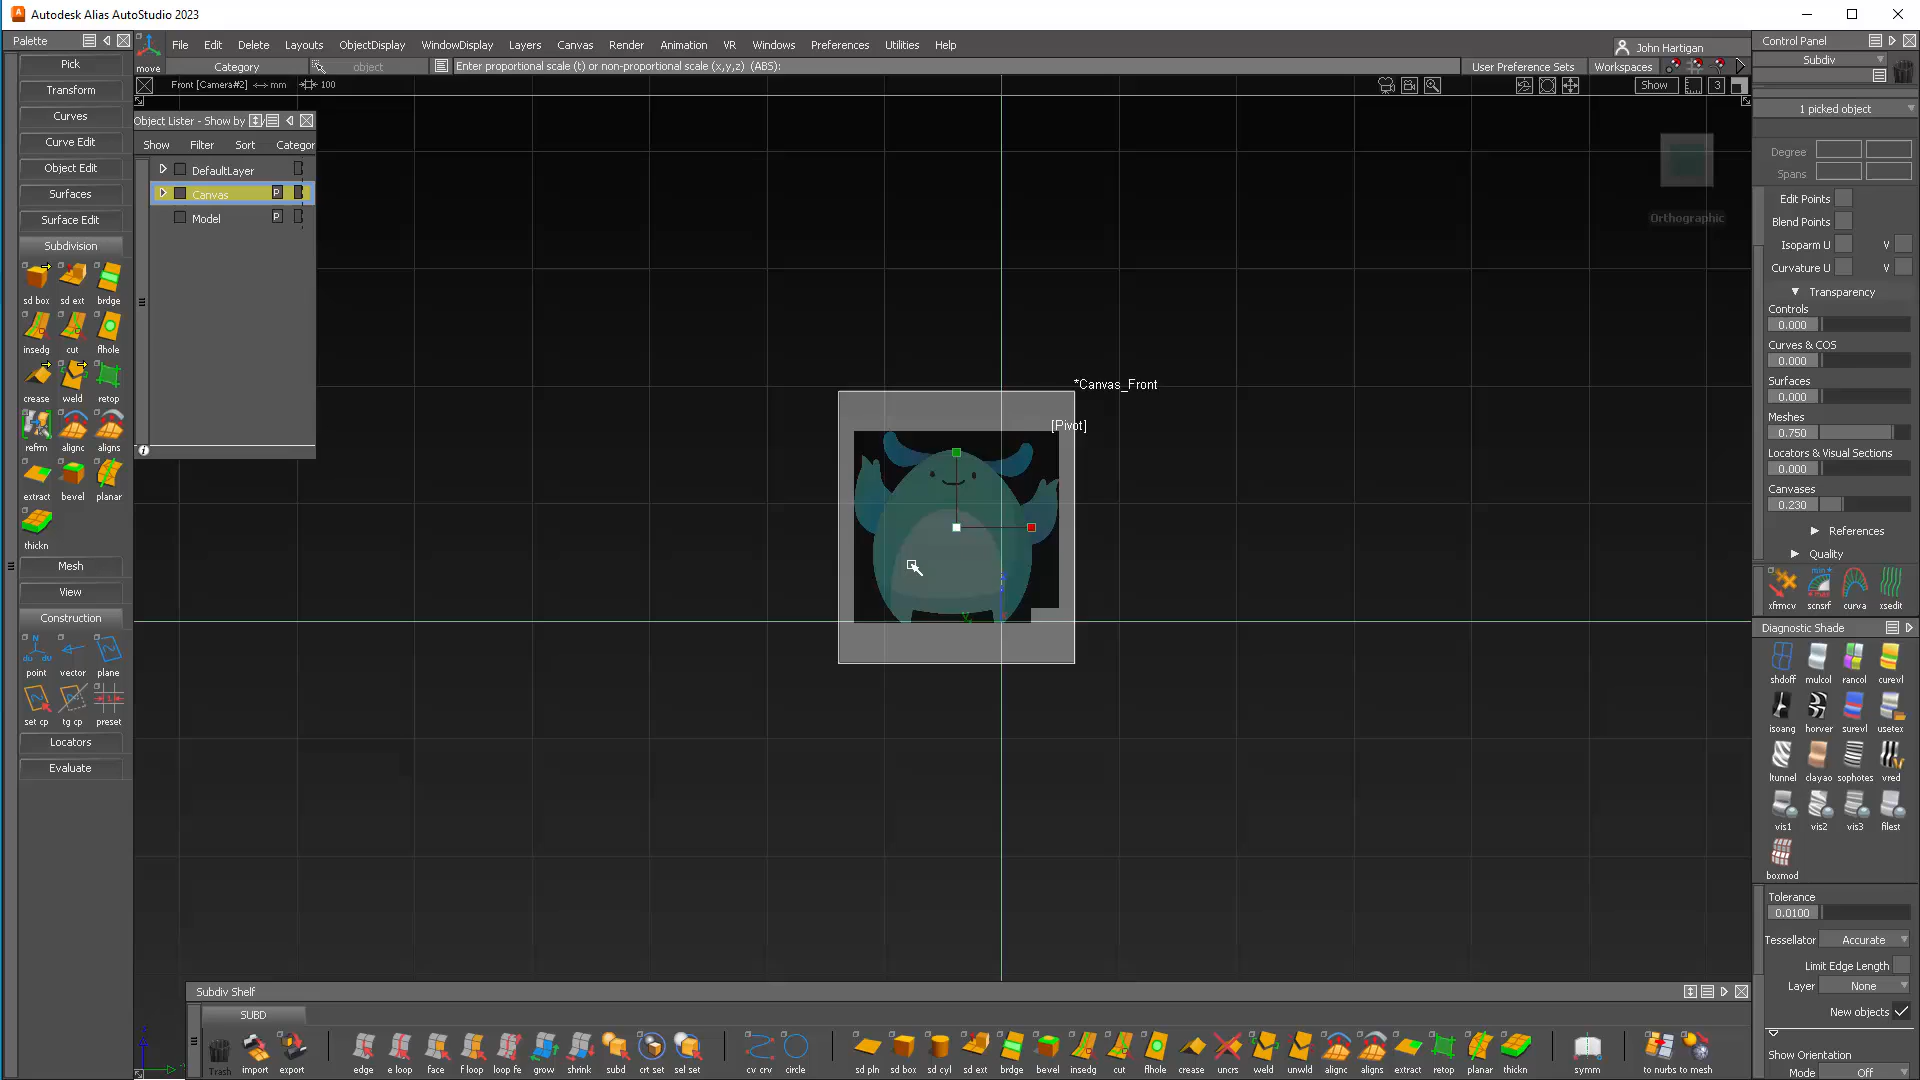 Autodesk Alias AutoStudio 2023
Palette
File Edit Delete Layouts ObjectDisplay WindowDisplay Layers Canvas Render Animation VR Windows Preferences Utilities Help
John Hartigan
Control Panel
move
Category
object
Enter proportional scale (t) or non-proportional scale (x,y,z) (ABS):
User Preference Sets
Workspaces
Subdiv
Front [Camera#2] <-> mm 100
Show
3
1 picked object
Pick
Transform
Curves
Curve Edit
Object Edit
Surfaces
Surface Edit
Subdivision
sd box sd ext brdge
insedg cut flhole
crease weld retop
refrm alignc aligns
extract bevel planar
thickn
Mesh
View
Construction
point vector plane
set cp tg cp preset
Locators
Evaluate
Object Lister - Show by
Show Filter Sort Categor
DefaultLayer
Canvas P
Model P
Orthographic
*Canvas_Front
[Pivot]
Degree
Spans
Edit Points
Blend Points
Isoparm U V
Curvature U V
Transparency
Controls
0.000
Curves & COS
0.000
Surfaces
0.000
Meshes
0.750
Locators & Visual Sections
0.000
Canvases
0.230
References
Quality
xfrmcv scnsrf curva xsedit
Diagnostic Shade
shdoff mulcol rancol curevl
isoang horver surevl usetex
ltunnel clayao sophotes vred
vis1 vis2 vis3 filest
boxmod
Tolerance
0.0100
Tessellator Accurate
Limit Edge Length
Layer None
New objects
Show Orientation
Mode Off
Subdiv Shelf
SUBD
Trash import export edge e loop face f loop loop fe grow shrink subd crt set sel set cv crv circle sd pln sd box sd cyl sd ext brdge bevel insedg cut flhole crease uncrs weld unwld alignc aligns extract retop planar thickn symm to nurbs to mesh